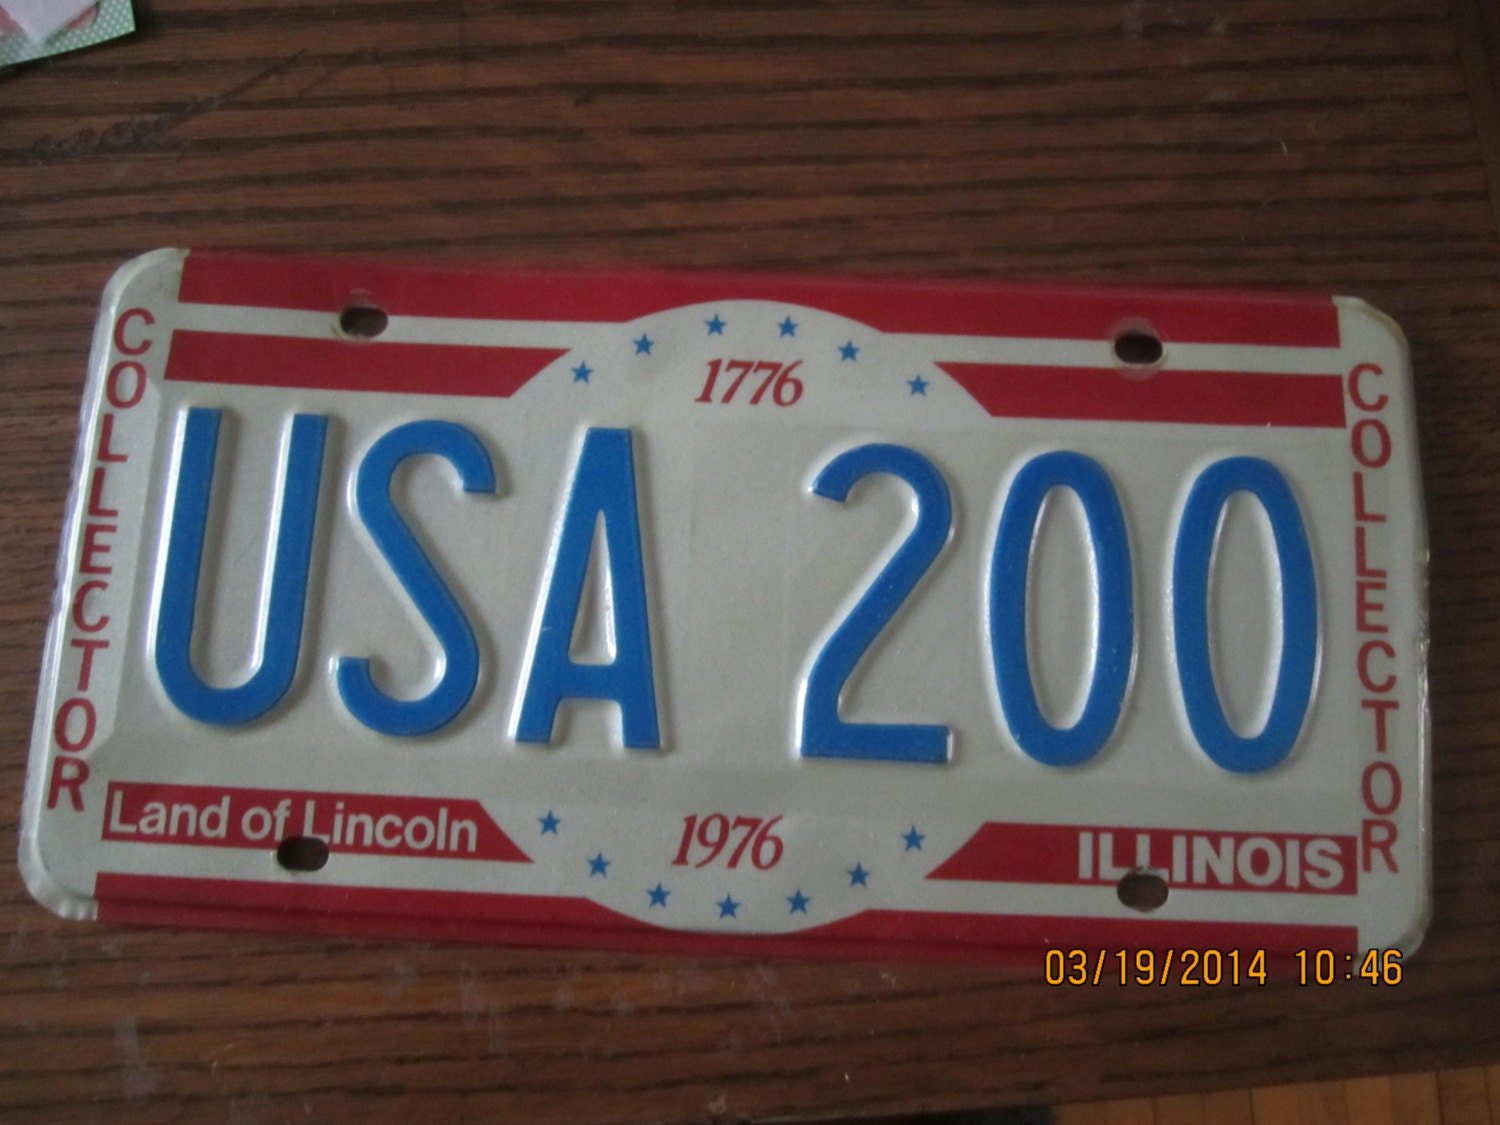 1776
COLLECTOR
USA 200
COLLECTOR
Land of Lincoln
1976
ILLINOIS
03/19/2014 10:46